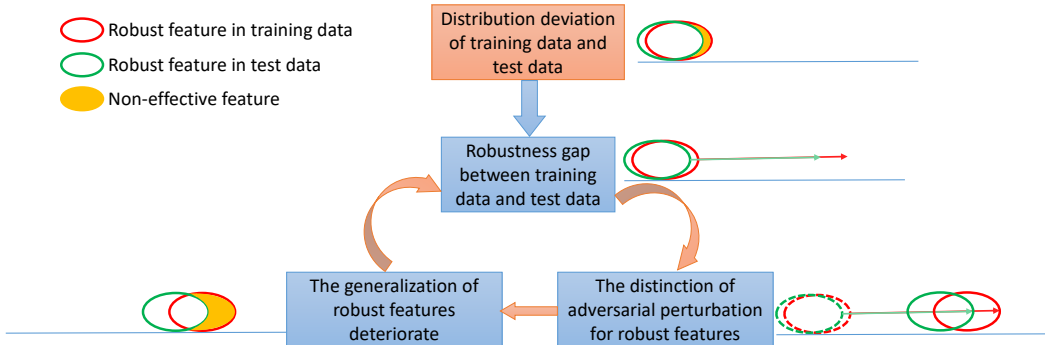 Robust feature in training data
Robust feature in test data
Non-effective feature
Distribution deviation
of training data and
test data
Robustness gap
between training
data and test data
The generalization of
robust features
deteriorate
The distinction of
adversarial perturbation
for robust features